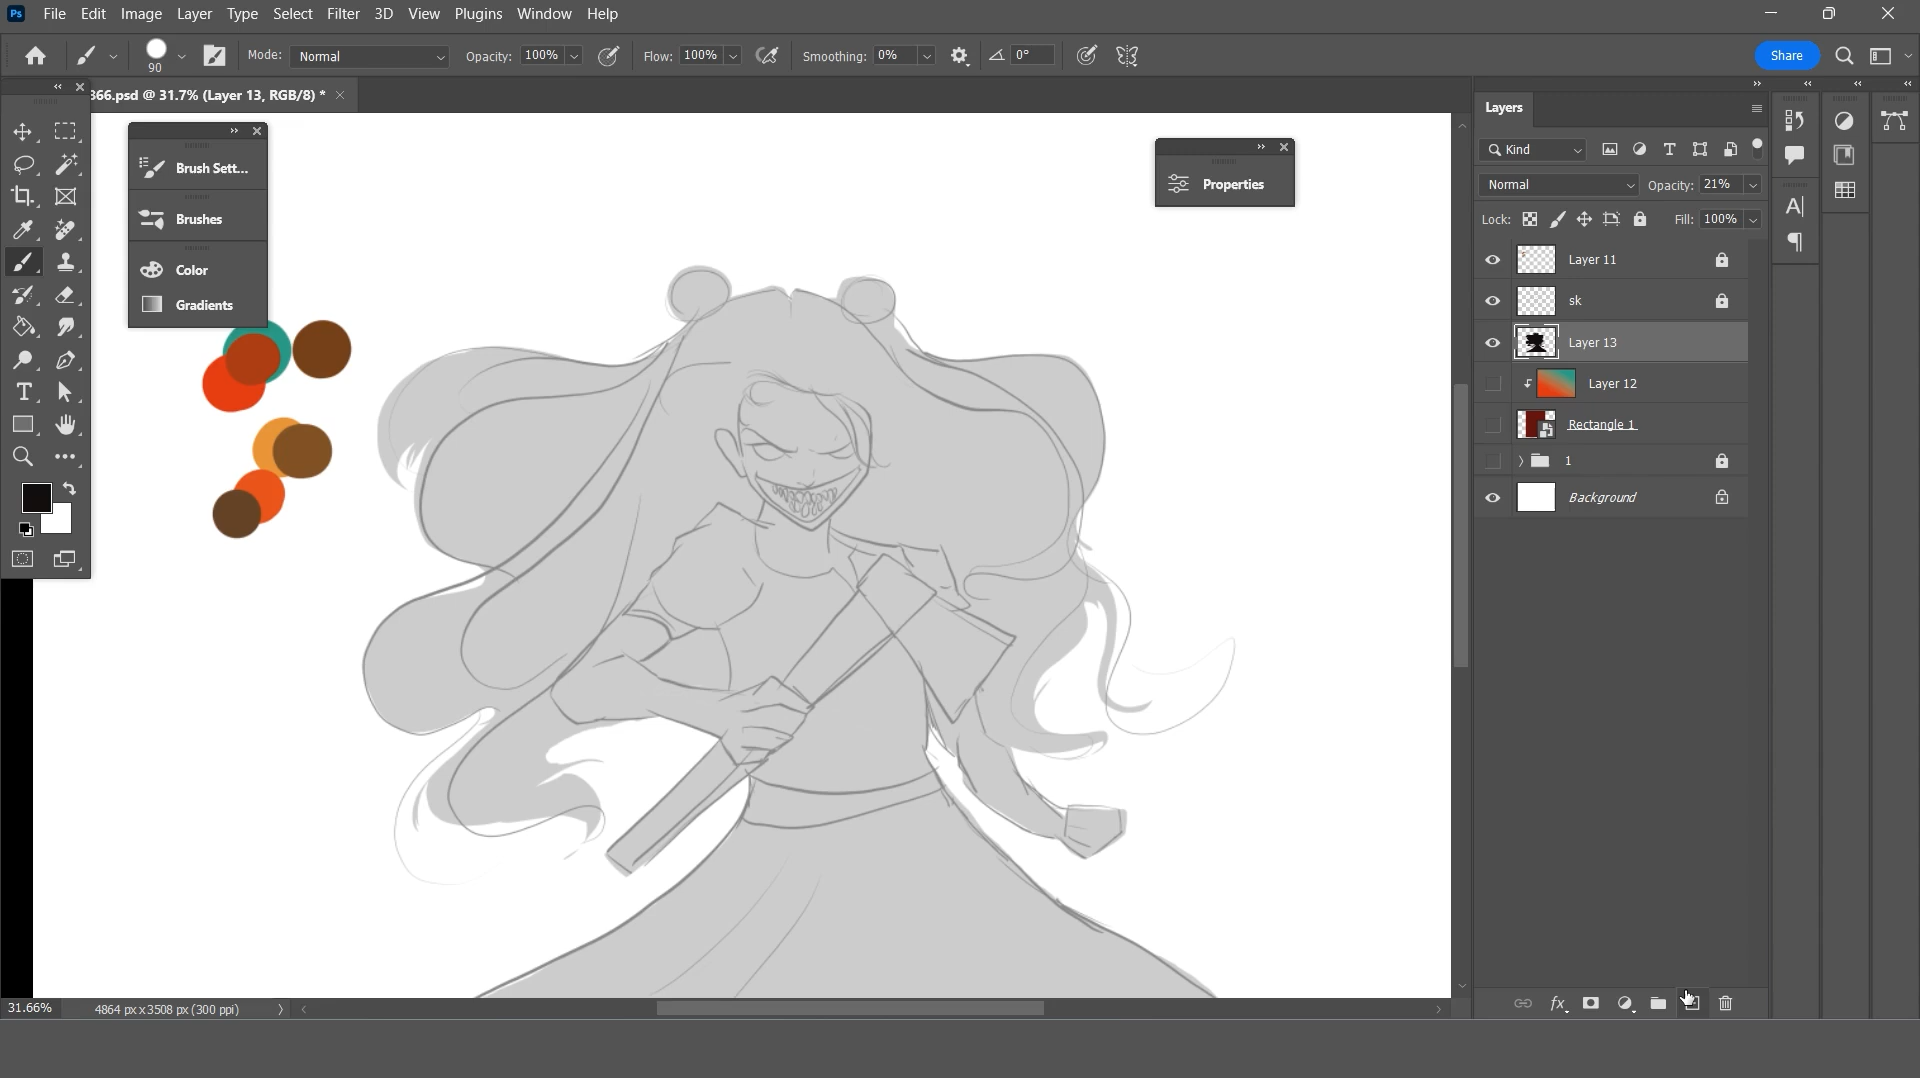 Ps File Edit Image Layer Type Select Filter 3D View Plugins Window Help
90 Mode: Normal Opacity: 100% Flow: 100% Smoothing: 0% 0° Share
366.psd @ 31.7% (Layer 13, RGB/8) *
Brush Sett...
Brushes
Color
Gradients
Properties
Layers
Kind
Normal Opacity: 21%
Lock: Fill: 100%
Layer 11
sk
Layer 13
Layer 12
Rectangle 1
1
Background
31.66% 4864 px x 3508 px (300 ppi)